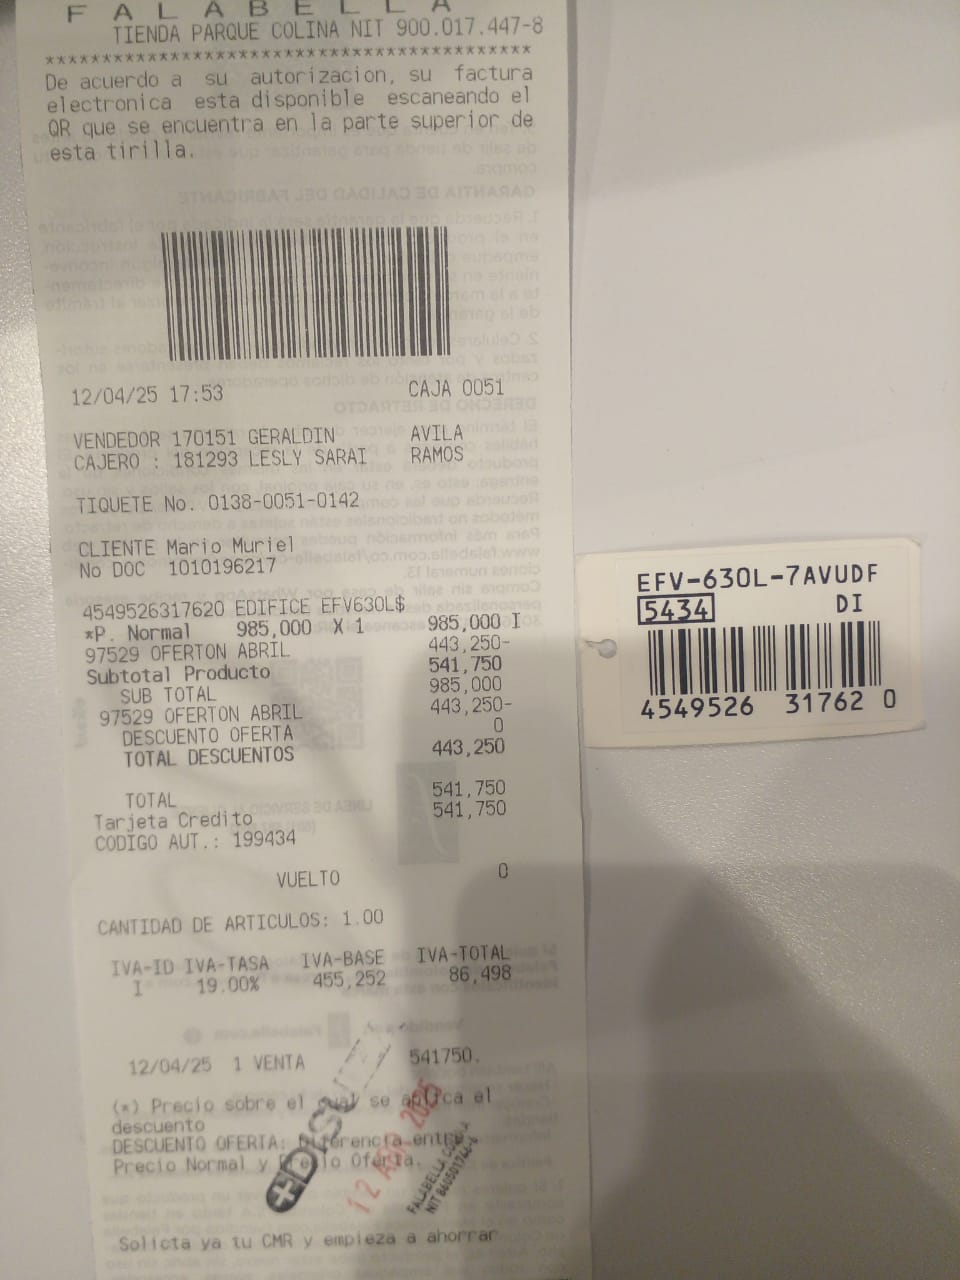 FALABELLA
TIENDA PARQUE COLINA NIT 900.017.447-8
******************************************
De acuerdo a su autorizacion, su factura
electronica esta disponible escaneando el
QR que se encuentra en la parte superior de
esta tirilla.
12/04/25 17:53 CAJA 0051
VENDEDOR 170151 GERALDIN AVILA
CAJERO : 181293 LESLY SARAI RAMOS
TIQUETE No. 0138-0051-0142
CLIENTE Mario Muriel
No DOC 1010196217
4549526317620 EDIFICE EFV630L$
*P. Normal 985,000 X 1 985,000 I
97529 OFERTON ABRIL 443,250-
Subtotal Producto 541,750
SUB TOTAL 985,000
97529 OFERTON ABRIL 443,250-
DESCUENTO OFERTA 0
TOTAL DESCUENTOS 443,250
TOTAL 541,750
Tarjeta Credito 541,750
CODIGO AUT.: 199434
VUELTO 0
CANTIDAD DE ARTICULOS: 1.00
IVA-ID IVA-TASA IVA-BASE IVA-TOTAL
I 19.00% 455,252 86,498
12/04/25 1 VENTA 541750.
(*) Precio sobre el cual se aplica el
descuento
DESCUENTO OFERTA: Diferencia entre
Precio Normal y Precio Oferta.
12 ABR 2025
FALABELLA COLINA
Solicta ya tu CMR y empieza a ahorrar
EFV-630L-7AVUDF
5434 DI
4549526 31762 0